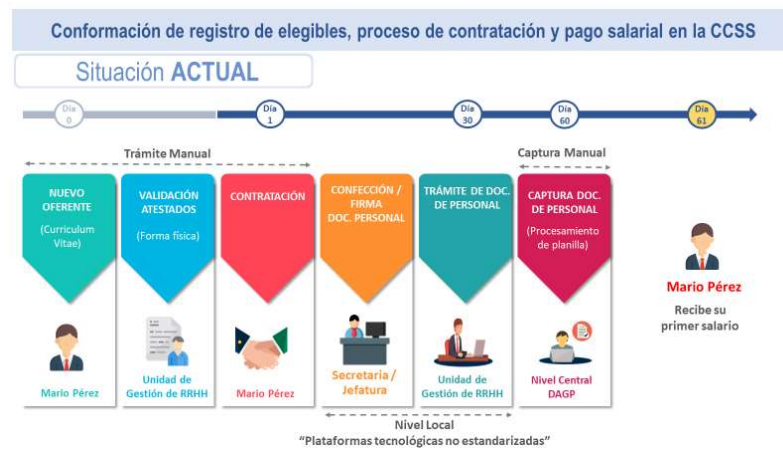 Conformación de registro de elegibles, proceso de contratación y pago salarial en la CCSS
Situación ACTUAL
Día
0
Día
1
Día
30
Día
60
Día
61
Trámite Manual
Captura Manual
NUEVO
OFERENTE
(Curriculum
Vitae)
Mario Pérez
VALIDACIÓN
ATESTADOS
(Forma física)
Unidad de
Gestión de RRHH
CONTRATACIÓN
Mario Pérez
CONFECCIÓN /
FIRMA
DOC. PERSONAL
Secretaria /
Jefatura
TRÁMITE DE DOC.
DE PERSONAL
Unidad de
Gestión de RRHH
CAPTURA DOC.
DE PERSONAL
(Procesamiento
de planilla)
Nivel Central
DAGP
Mario Pérez
Recibe su
primer salario
Nivel Local
“Plataformas tecnológicas no estandarizadas”